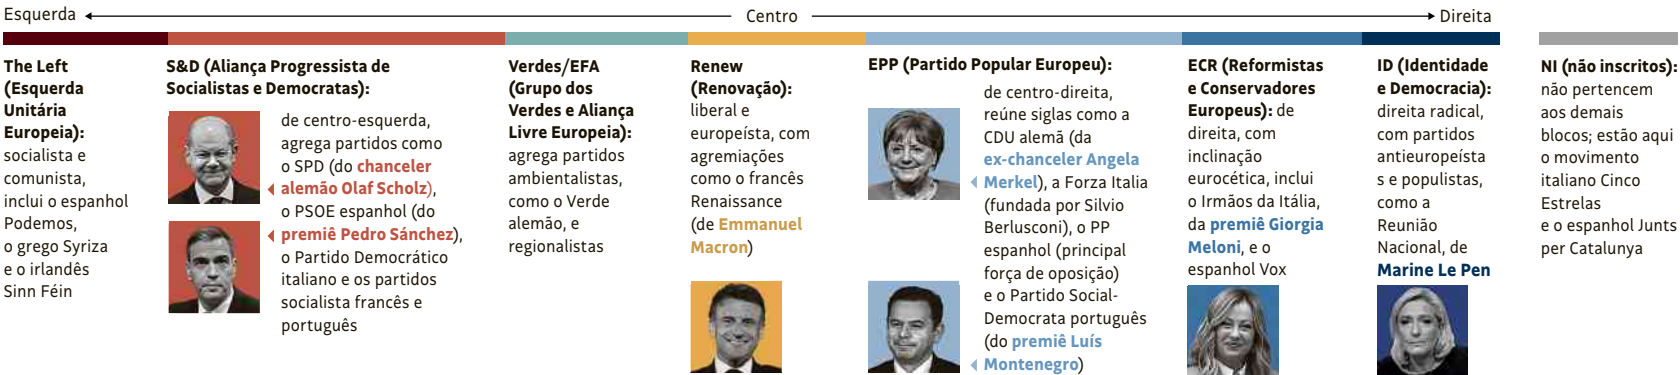 Esquerda
Centro
Direita
The Left
(Esquerda
Unitária
Europeia):
socialista e
comunista,
inclui o espanhol
Podemos,
o grego Syriza
e o irlandês
Sinn Féin
S&D (Aliança Progressista de
Socialistas e Democratas):
de centro-esquerda,
agrega partidos como
o SPD (do chanceler
alemão Olaf Scholz),
o PSOE espanhol (do
premiê Pedro Sánchez),
o Partido Democrático
italiano e os partidos
socialista francês e
português
Verdes/EFA
(Grupo dos
Verdes e Aliança
Livre Europeia):
agrega partidos
ambientalistas,
como o Verde
alemão, e
regionalistas
Renew
(Renovação):
liberal e
europeísta, com
agremiações
como o francês
Renaissance
(de Emmanuel
Macron)
EPP (Partido Popular Europeu):
de centro-direita,
reúne siglas como a
CDU alemã (da
ex-chanceler Angela
Merkel), a Forza Italia
(fundada por Silvio
Berlusconi), o PP
espanhol (principal
força de oposição)
e o Partido Social-
Democrata português
(do premiê Luís
Montenegro)
ECR (Reformistas
e Conservadores
Europeus): de
direita, com
inclinação
eurocética, inclui
o Irmãos da Itália,
da premiê Giorgia
Meloni, e o
espanhol Vox
ID (Identidade
e Democracia):
direita radical,
com partidos
antieuropeísta
s e populistas,
como a
Reunião
Nacional, de
Marine Le Pen
NI (não inscritos):
não pertencem
aos demais
blocos; estão aqui
o movimento
italiano Cinco
Estrelas
e o espanhol Junts
per Catalunya